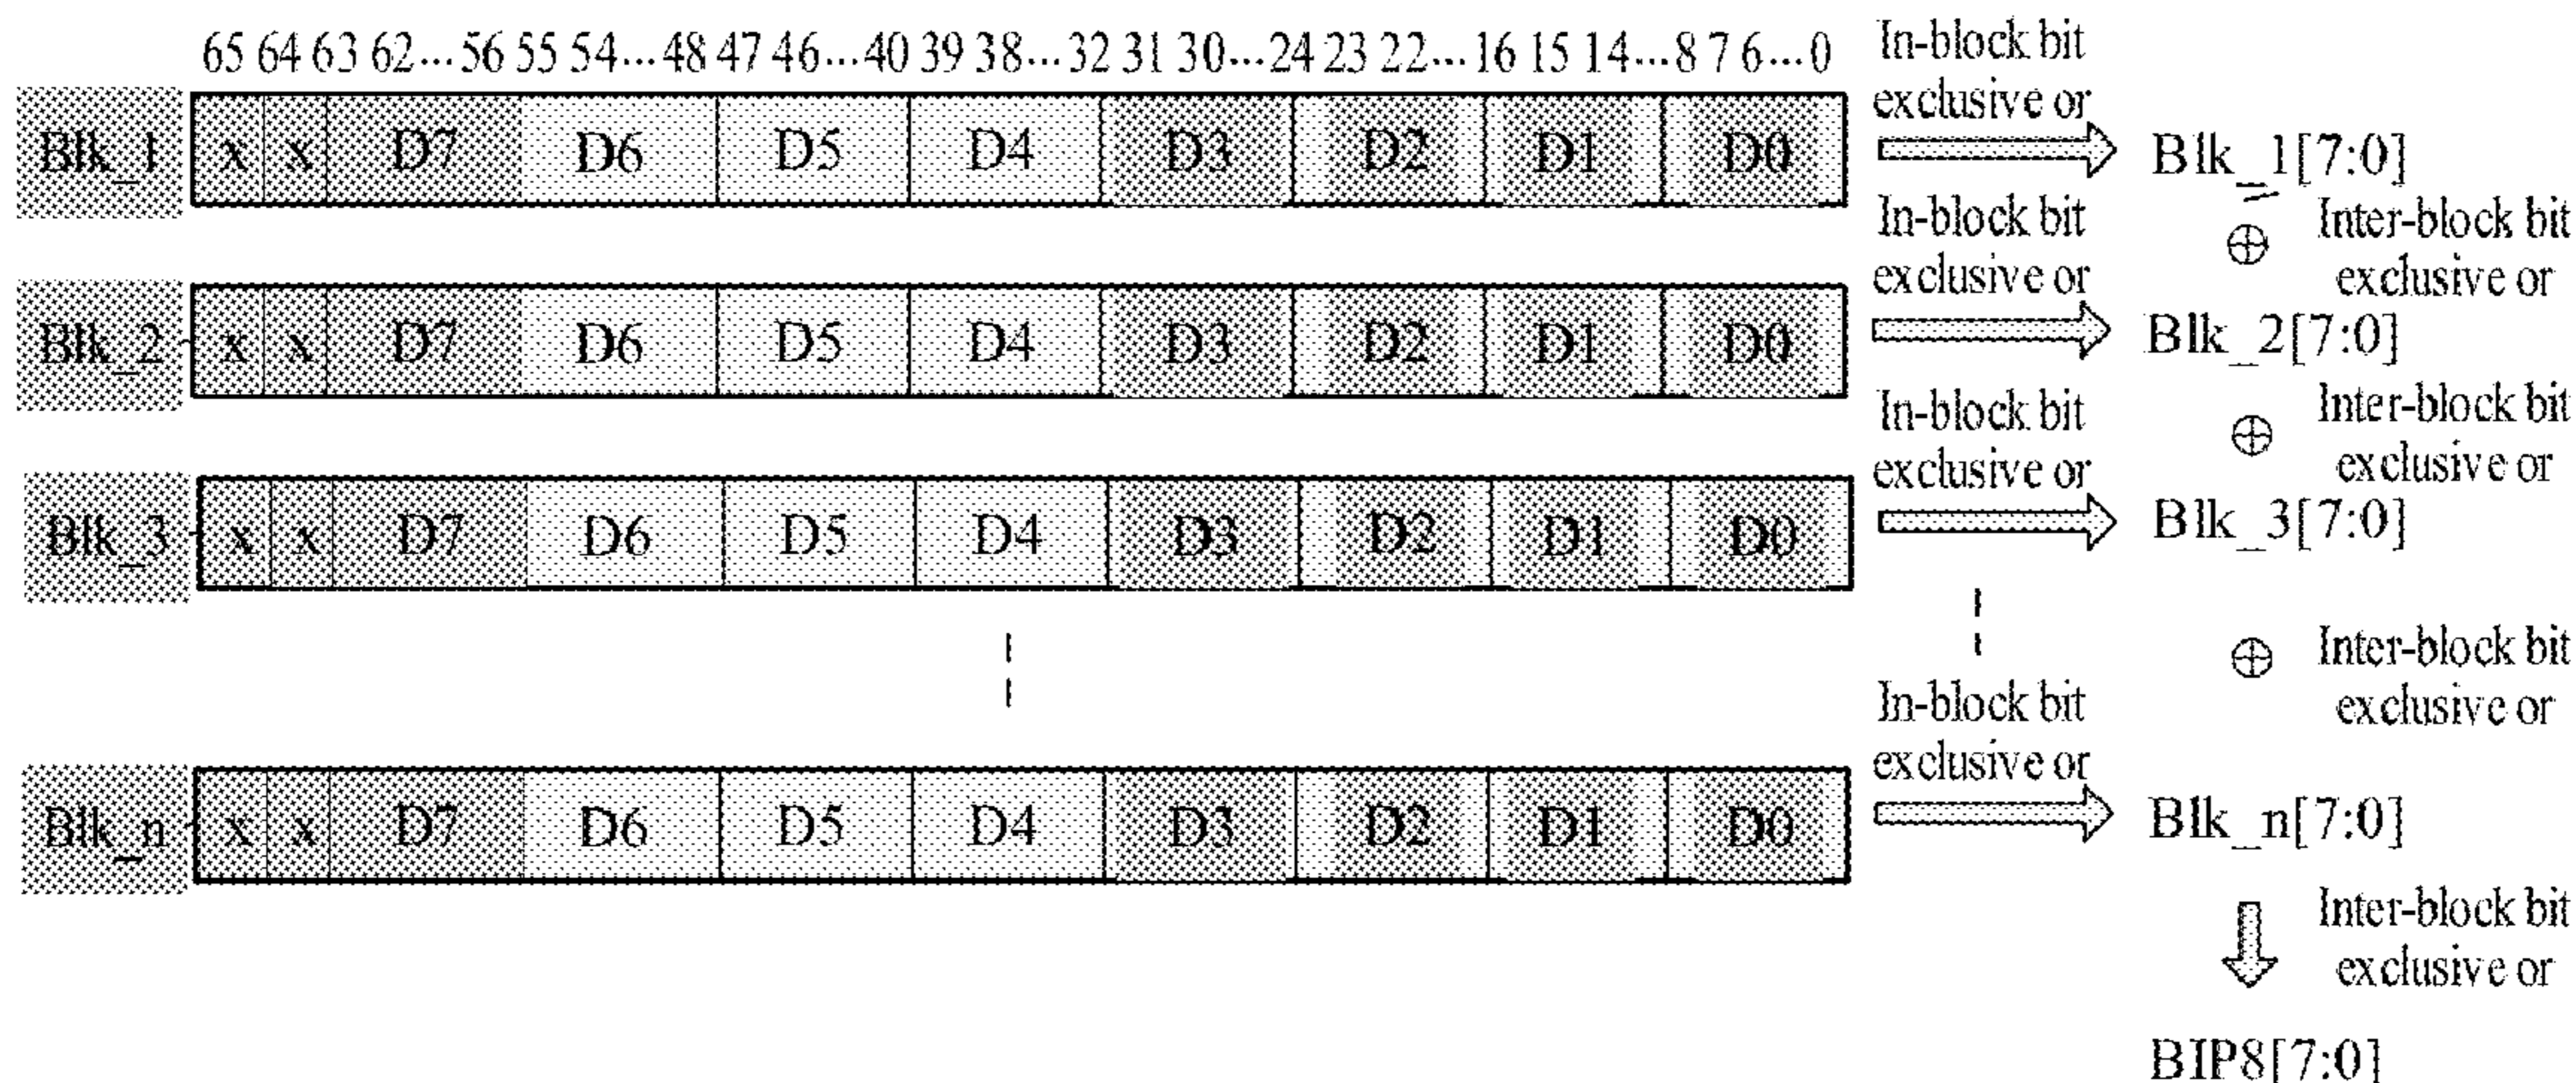 65 64 63 62...56 55 54...48 47 46...40 39 38...32 31 30...24 23 22...16 15 14...8 7 6...0
In-block bit
exclusive or
Blk_1 x x D7 D6 D5 D4 D3 D2 D1 D0
Blk_1[7:0]
Inter-block bit
exclusive or
In-block bit
exclusive or
Blk_2 x x D7 D6 D5 D4 D3 D2 D1 D0
Blk_2[7:0]
Inter-block bit
exclusive or
In-block bit
exclusive or
Blk_3 x x D7 D6 D5 D4 D3 D2 D1 D0
Blk_3[7:0]
Inter-block bit
exclusive or
In-block bit
exclusive or
Blk_n x x D7 D6 D5 D4 D3 D2 D1 D0
Blk_n[7:0]
Inter-block bit
exclusive or
BIP8[7:0]